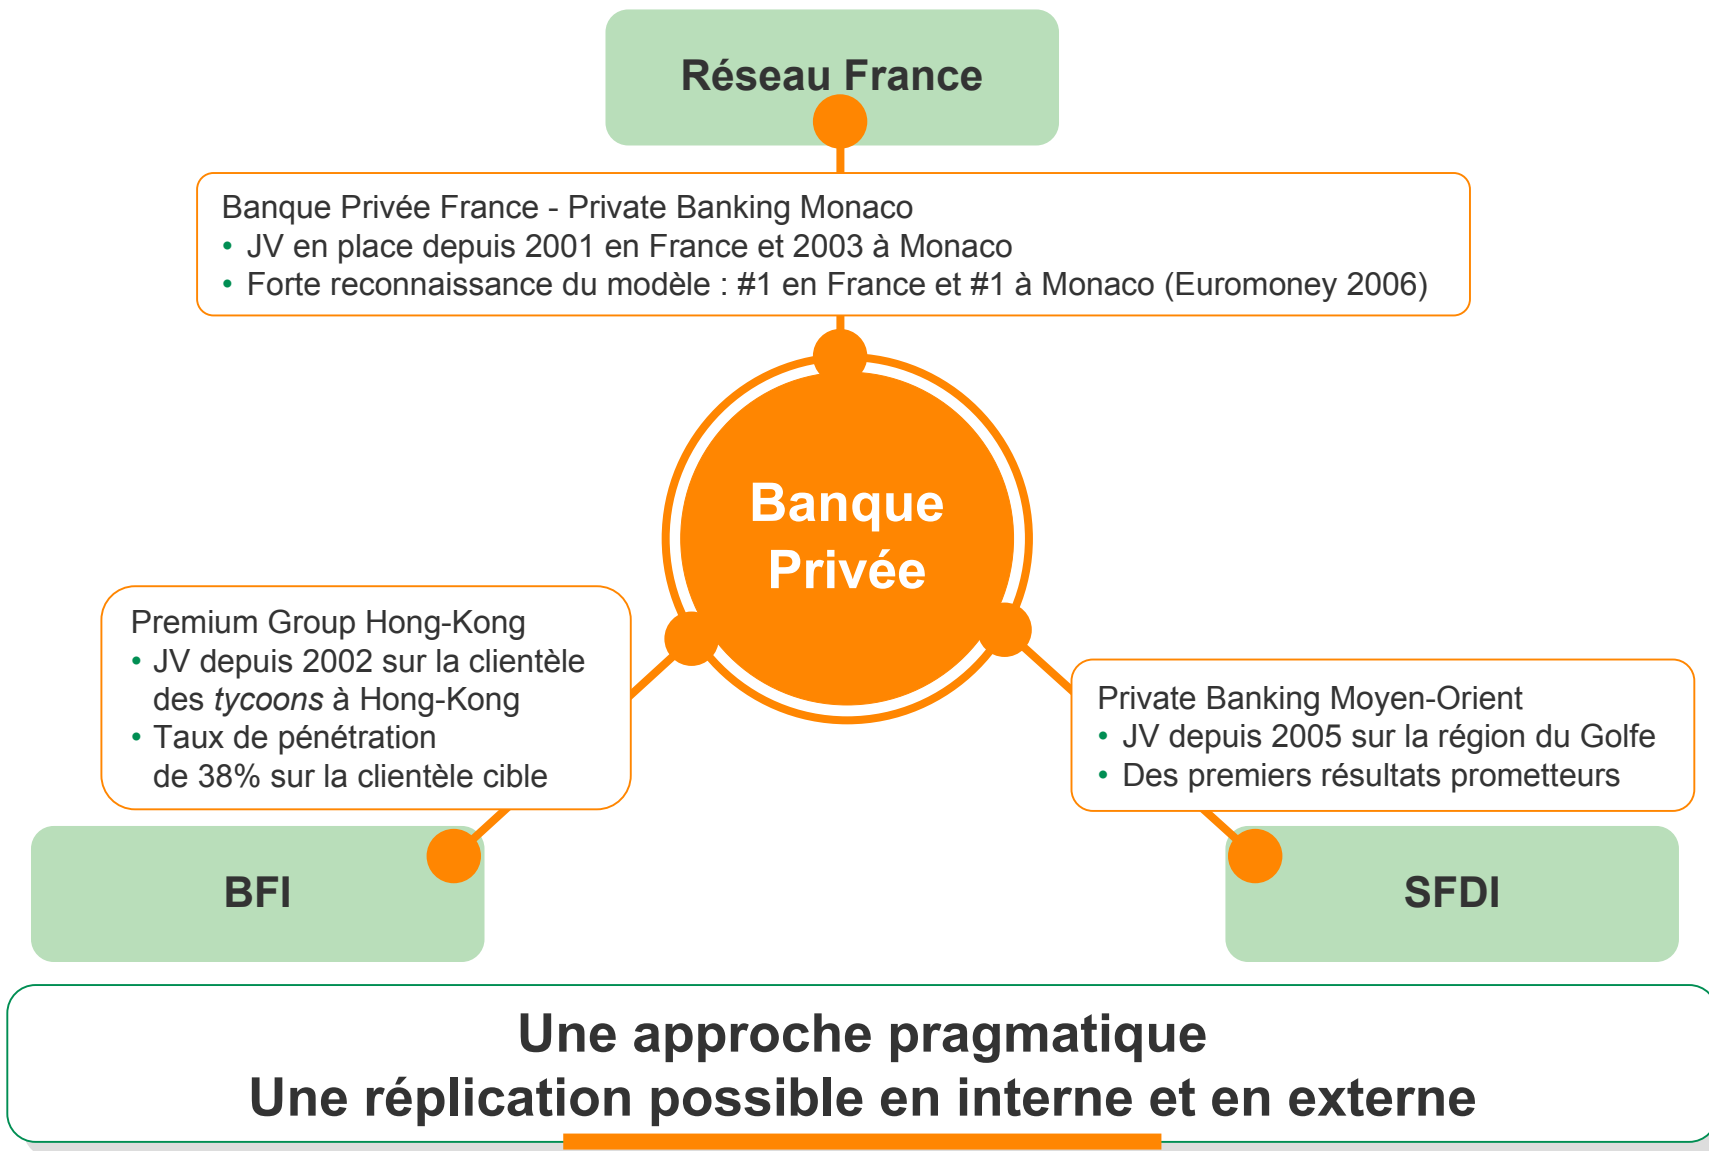 Réseau France
Banque Privée France - Private Banking Monaco
• JV en place depuis 2001 en France et 2003 à Monaco
• Forte reconnaissance du modèle : #1 en France et #1 à Monaco (Euromoney 2006)
Banque
Privée
Premium Group Hong-Kong
• JV depuis 2002 sur la clientèle
des tycoons à Hong-Kong
• Taux de pénétration
de 38% sur la clientèle cible
Private Banking Moyen-Orient
• JV depuis 2005 sur la région du Golfe
• Des premiers résultats prometteurs
BFI
SFDI
Une approche pragmatique
Une réplication possible en interne et en externe